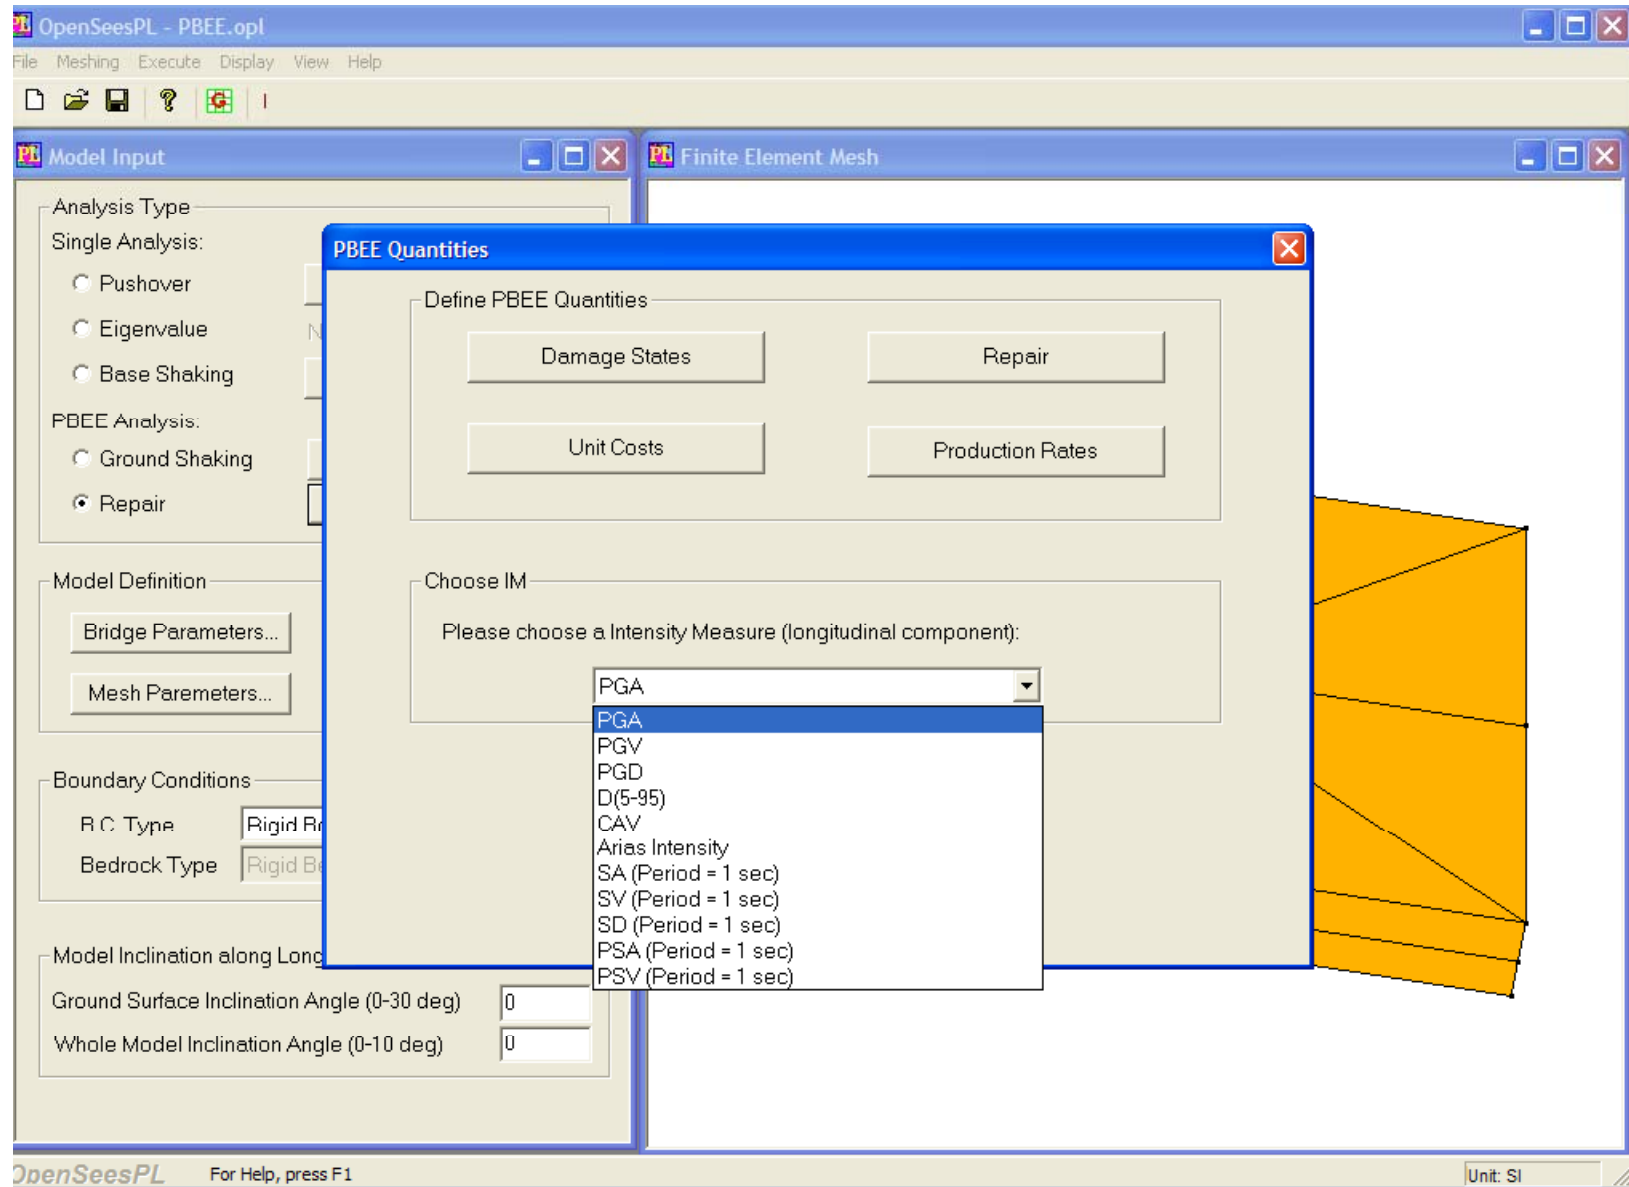 OpenSeesPL - PBEE.opl
File Meshing Execute Display View Help
Model Input
Finite Element Mesh
Analysis Type
Single Analysis:
Pushover
Eigenvalue
Base Shaking
PBEE Analysis:
Ground Shaking
Repair
Model Definition
Bridge Parameters...
Mesh Paremeters...
Boundary Conditions
B.C. Type
Rigid
Bedrock Type
Rigid
Model Inclination along
Ground Surface Inclination Angle (0-30 deg)
0
Whole Model Inclination Angle (0-10 deg)
0
PBEE Quantities
Define PBEE Quantities
Damage States
Repair
Unit Costs
Production Rates
Choose IM
Please choose a Intensity Measure (longitudinal component):
PGA
PGA
PGV
PGD
D(5-95)
CAV
Arias Intensity
SA (Period = 1 sec)
SV (Period = 1 sec)
SD (Period = 1 sec)
PSA (Period = 1 sec)
PSV (Period = 1 sec)
OpenSeesPL
For Help, press F1
Unit: SI